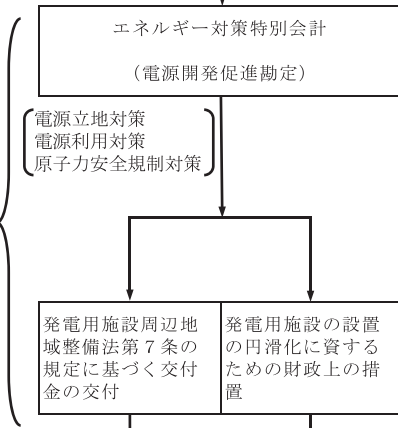 エネルギー対策特別会計
（電源開発促進勘定）
電源立地対策
電源利用対策
原子力安全規制対策
発電用施設周辺地
域整備法第７条の
規定に基づく交付
金の交付
発電用施設の設置
の円滑化に資する
ための財政上の措
置